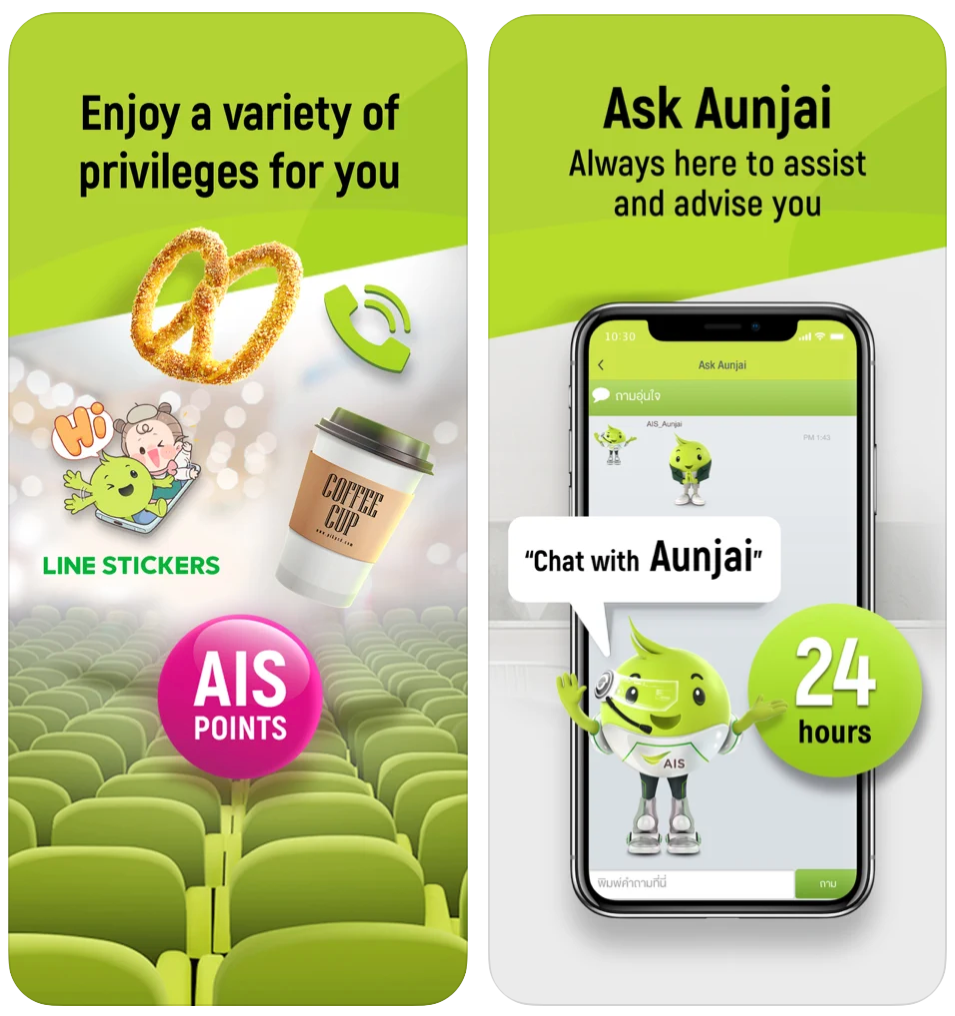 Enjoy a variety of
privileges for you
Hi
COFFEE
CUP
LINE STICKERS
AIS
POINTS
Ask Aunjai
Always here to assist
and advise you
10:30
Ask Aunjai
ถามอุ่นใจ
AIS_Aunjai
PM 1:43
“Chat with Aunjai”
24
hours
AIS
พิมพ์คำถามที่นี่
ถาม